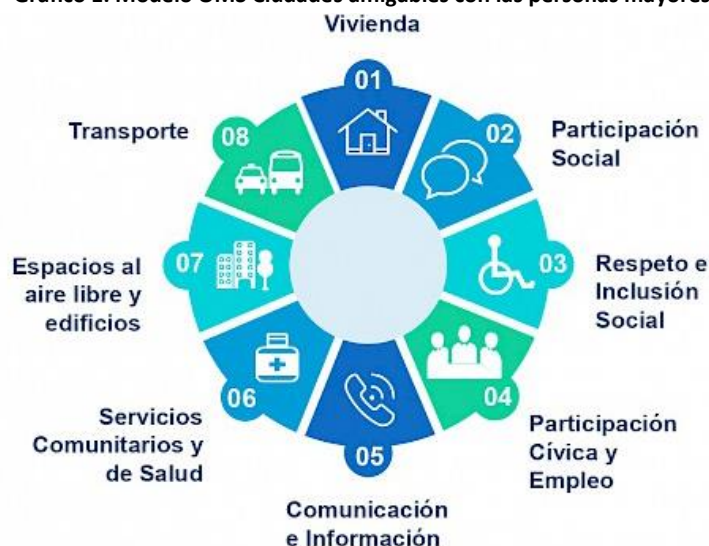 Gráfico 1. Modelo OMS Ciudades amigables con las personas mayores
Vivienda
01
02
Participación
Social
03
Respeto e
Inclusión
Social
04
Participación
Cívica y
Empleo
05
Comunicación
e Información
06
Servicios
Comunitarios y
de Salud
07
Espacios al
aire libre y
edificios
08
Transporte